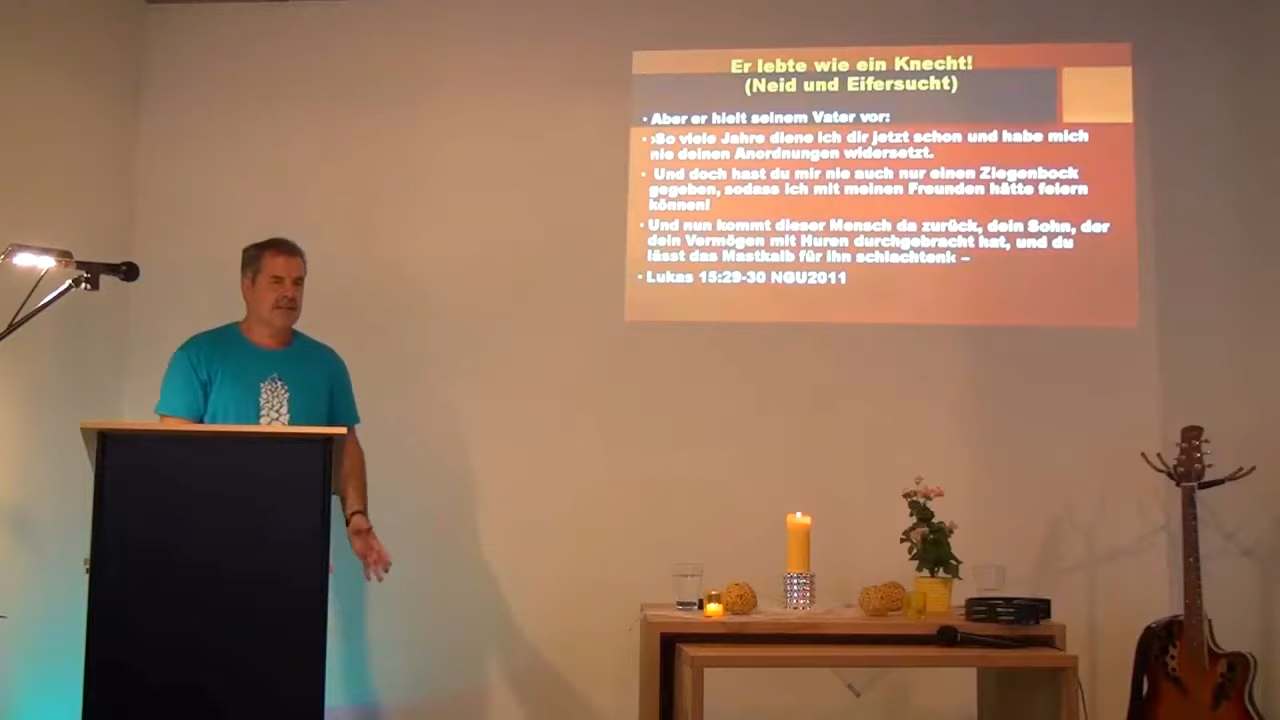 Er lebte wie ein Knecht!
(Neid und Eifersucht)
• Aber er hielt seinem Vater vor:
• ›So viele Jahre diene ich dir jetzt schon und habe mich
nie deinen Anordnungen widersetzt.
• Und doch hast du mir nie auch nur einen Ziegenbock
gegeben, sodass ich mit meinen Freunden hätte feiern
können!
• Und nun kommt dieser Mensch da zurück, dein Sohn, der
dein Vermögen mit Huren durchgebracht hat, und du
lässt das Mastkalb für ihn schlachtenk –
• Lukas 15:29-30 NGU2011